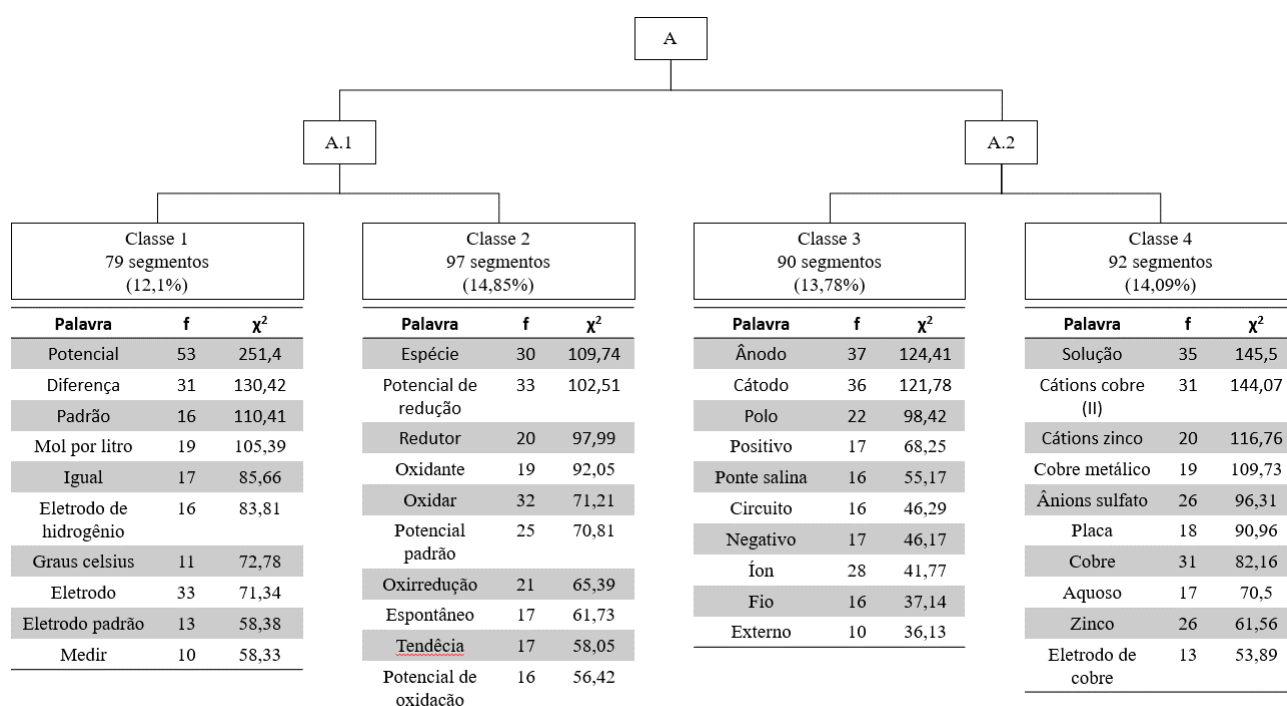 A
A.1
A.2
Classe 1
79 segmentos
(12,1%)
Palavra f χ²
Potencial 53 251,4
Diferença 31 130,42
Padrão 16 110,41
Mol por litro 19 105,39
Igual 17 85,66
Eletrodo de
hidrogênio 16 83,81
Graus celsius 11 72,78
Eletrodo 33 71,34
Eletrodo padrão 13 58,38
Medir 10 58,33
Classe 2
97 segmentos
(14,85%)
Palavra f χ²
Espécie 30 109,74
Potencial de
redução 33 102,51
Redutor 20 97,99
Oxidante 19 92,05
Oxidar 32 71,21
Potencial
padrão 25 70,81
Oxirredução 21 65,39
Espontâneo 17 61,73
Tendêcia 17 58,05
Potencial de
oxidação 16 56,42
Classe 3
90 segmentos
(13,78%)
Palavra f χ²
Ânodo 37 124,41
Cátodo 36 121,78
Polo 22 98,42
Positivo 17 68,25
Ponte salina 16 55,17
Circuito 16 46,29
Negativo 17 46,17
Íon 28 41,77
Fio 16 37,14
Externo 10 36,13
Classe 4
92 segmentos
(14,09%)
Palavra f χ²
Solução 35 145,5
Cátions cobre
(II) 31 144,07
Cátions zinco 20 116,76
Cobre metálico 19 109,73
Ânions sulfato 26 96,31
Placa 18 90,96
Cobre 31 82,16
Aquoso 17 70,5
Zinco 26 61,56
Eletrodo de
cobre 13 53,89